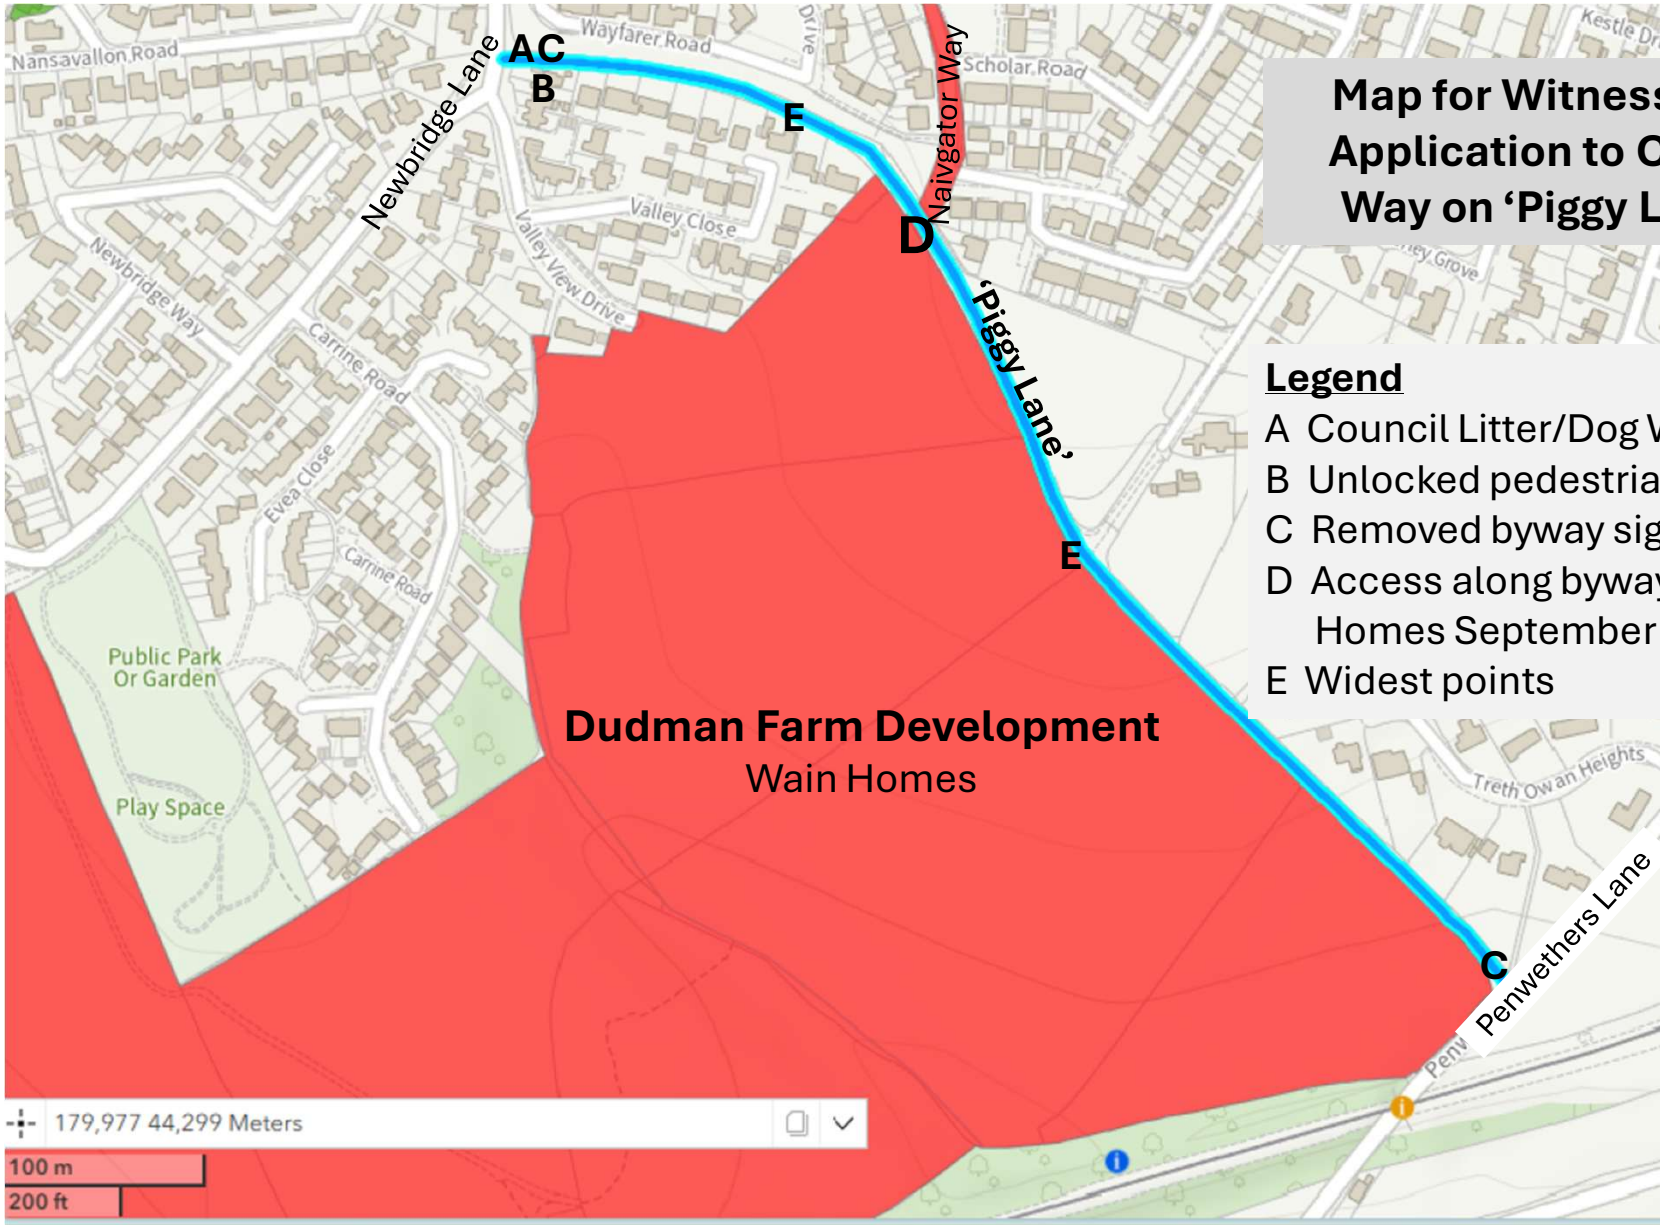 Nansavallon Road
Newbridge Lane
AC
B
Wayfarer Road
Drive
E
Naivgator Way
Scholar Road
Kestle Dr
Map for Witness
Application to C
Way on ‘Piggy L
Valley Close
D
ney Grove
Newbridge Way
Valley View Drive
‘Piggy Lane’
Carrine Road
Legend
A Council Litter/Dog W
B Unlocked pedestria
C Removed byway sig
D Access along byway
Homes September
E Widest points
Evea Close
Carrine Road
E
Public Park
Or Garden
Play Space
Dudman Farm Development
Wain Homes
Treth Owan Heights
C
Penwethers Lane
Penw
179,977 44,299 Meters
100 m
200 ft